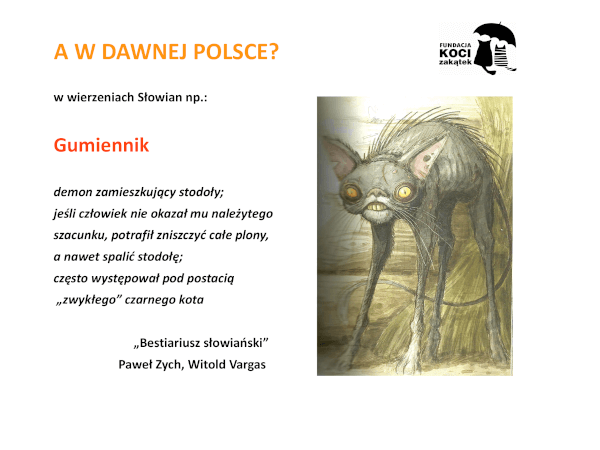 A W DAWNEJ POLSCE?
FUNDACJA
KOCI
zakątek
w wierzeniach Słowian np.:
Gumiennik
demon zamieszkujący stodoły;
jeśli człowiek nie okazał mu należytego
szacunku, potrafił zniszczyć całe plony,
a nawet spalić stodołę;
często występował pod postacią
„zwykłego” czarnego kota
„Bestiariusz słowiański”
Paweł Zych, Witold Vargas